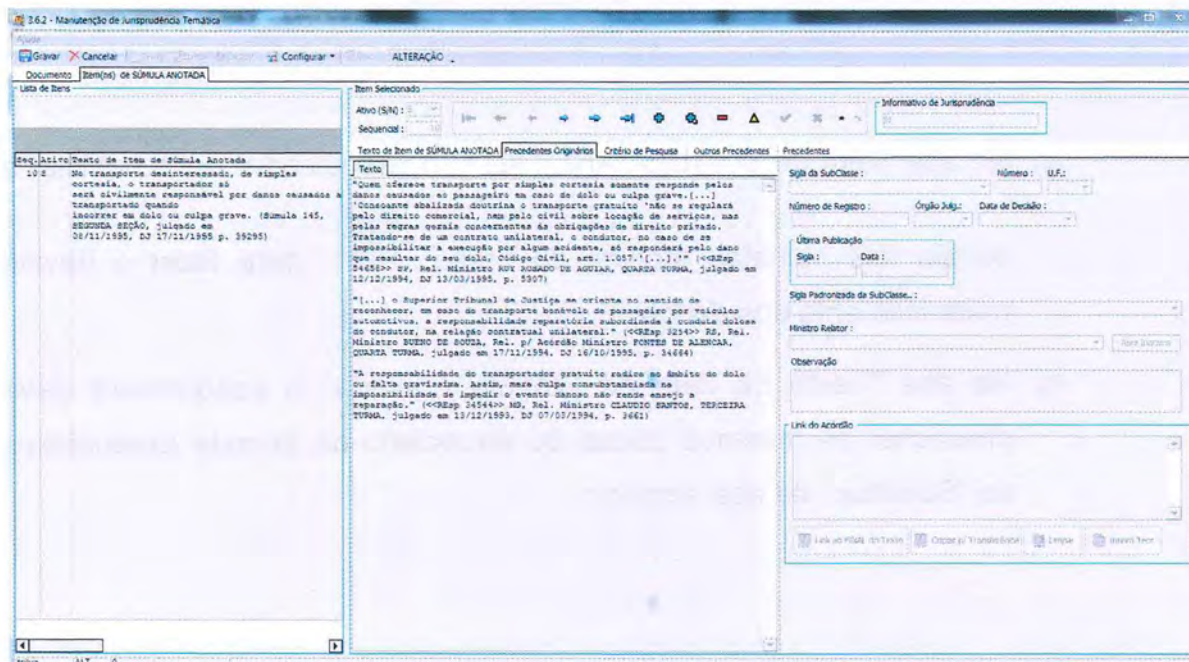 3.6.2 - Manutenção de Jurisprudência Temática
Ajuda
Gravar Cancelar Configurar ALTERAÇÃO
Documento Item(ns) de SÚMULA ANOTADA
Lista de Itens
Seq. Ativo Texto de Item de Súmula Anotada
10 S No transporte desinteressado, de simples
cortesia, o transportador só
será civilmente responsável por danos causados a
transportado quando
incorrer em dolo ou culpa grave. (Súmula 145,
SEGUNDA SEÇÃO, julgado em
08/11/1995, DJ 17/11/1995 p. 39295)
Item Selecionado
Ativo (S/N) : S
Sequencial : 10
Informativo de Jurisprudência
Texto de Item de SÚMULA ANOTADA Precedentes Originários Critério de Pesquisa Outros Precedentes Precedentes
Texto
"Quem oferece transporte por simples cortesia somente responde pelos
danos causados ao passageiro em caso de dolo ou culpa grave.[...]
'Consoante abalizada doutrina o transporte gratuito 'não se regulará
pelo direito comercial, nem pelo civil sobre locação de serviços, mas
pelas regras gerais concernentes às obrigações de direito privado.
Tratando-se de um contrato unilateral, o condutor, no caso de se
impossibilitar a execução por algum acidente, só responderá pelo dano
que resultar do seu dolo. Código Civil, art. 1.057.'[...]." (<<REsp
54658>> SP, Rel. Ministro RUY ROSADO DE AGUIAR, QUARTA TURMA, julgado em
12/12/1994, DJ 13/03/1995, p. 5307)
"[...] o Superior Tribunal de Justiça se orienta no sentido de
reconhecer, em caso de transporte benévolo de passageiro por veículos
automotivos, a responsabilidade reparatória subordinada à conduta dolosa
do condutor, na relação contratual unilateral." (<<REsp 3254>> RS, Rel.
Ministro BUENO DE SOUZA, Rel. p/ Acórdão Ministro FONTES DE ALENCAR,
QUARTA TURMA, julgado em 17/11/1994, DJ 16/10/1995, p. 34664)
"A responsabilidade do transportador gratuito radica no âmbito do dolo
ou falta gravíssima. Assim, mera culpa consubstanciada na
impossibilidade de impedir o evento danoso não rende ensejo a
reparação." (<<REsp 34544>> MG, Rel. Ministro CLAUDIO SANTOS, TERCEIRA
TURMA, julgado em 13/12/1993, DJ 07/03/1994, p. 3661)
Sigla da SubClasse : Número : U.F.:
Número de Registro : Órgão Julg.: Data de Decisão :
Última Publicação
Sigla : Data :
Sigla Padronizada da SubClasse..:
Ministro Relator :
Observação
Link do Acórdão
Limpar
ALT